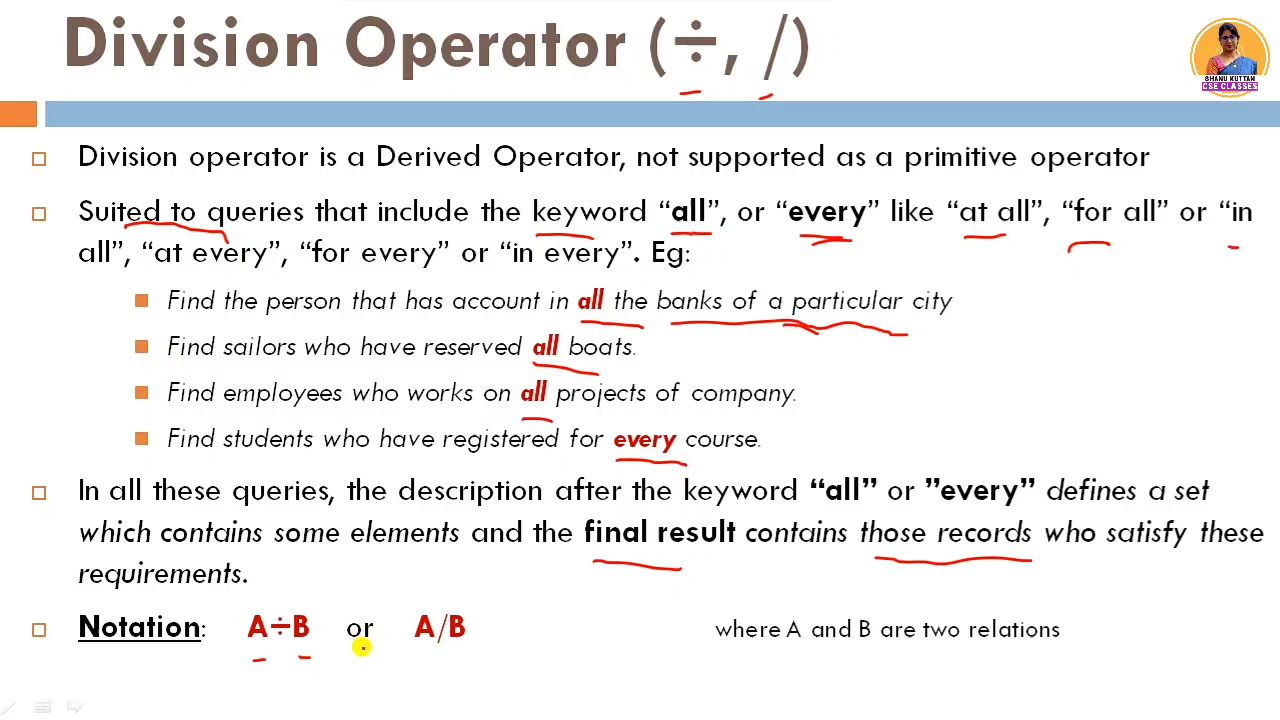 Division Operator (÷, /)
BHANU KUTTAN
CSE CLASSES
Division operator is a Derived Operator, not supported as a primitive operator
Suited to queries that include the keyword “all”, or “every” like “at all”, “for all” or “in
all”, “at every”, “for every” or “in every”. Eg:
Find the person that has account in all the banks of a particular city
Find sailors who have reserved all boats.
Find employees who works on all projects of company.
Find students who have registered for every course.
In all these queries, the description after the keyword “all” or ”every” defines a set
which contains some elements and the final result contains those records who satisfy these
requirements.
Notation: A÷B or A/B where A and B are two relations